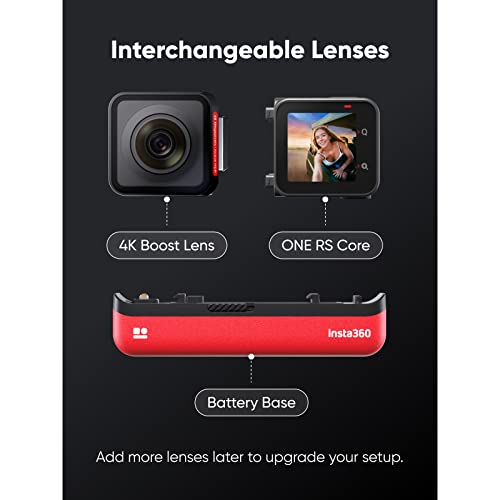 Interchangeable Lenses
4K Boost Lens
ONE RS Core
Insta360
Battery Base
Add more lenses later to upgrade your setup.